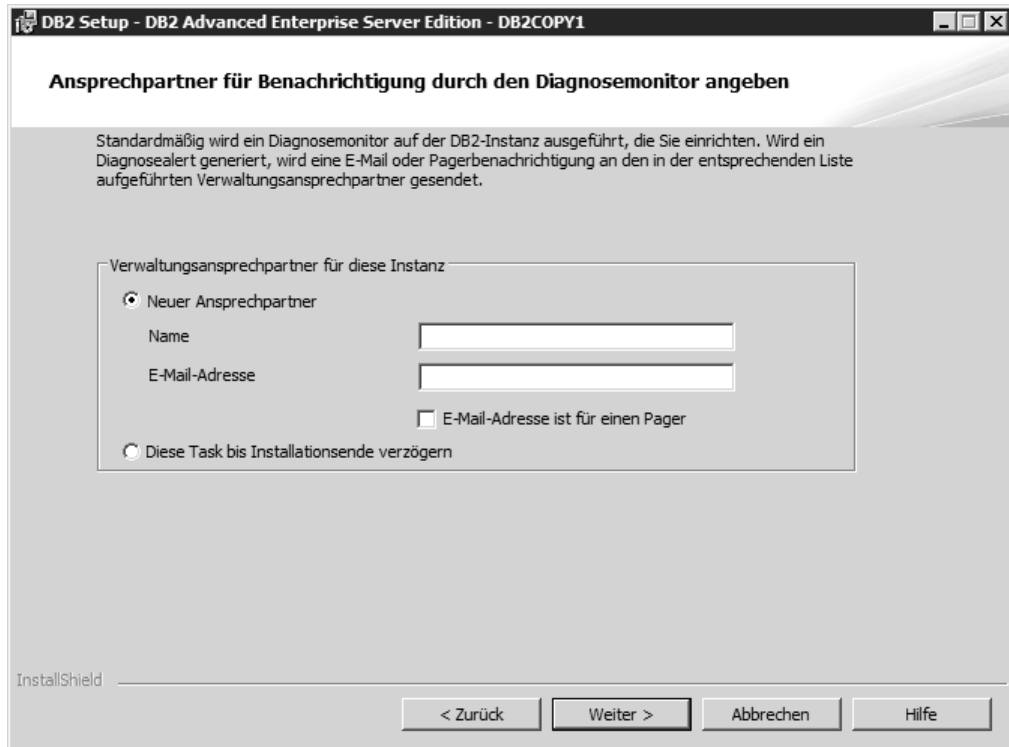 DB2 Setup - DB2 Advanced Enterprise Server Edition - DB2COPY1
Ansprechpartner für Benachrichtigung durch den Diagnosemonitor angeben
Standardmäßig wird ein Diagnosemonitor auf der DB2-Instanz ausgeführt, die Sie einrichten. Wird ein
Diagnosealert generiert, wird eine E-Mail oder Pagerbenachrichtigung an den in der entsprechenden Liste
aufgeführten Verwaltungsansprechpartner gesendet.
Verwaltungsansprechpartner für diese Instanz
Neuer Ansprechpartner
Name
E-Mail-Adresse
E-Mail-Adresse ist für einen Pager
Diese Task bis Installationsende verzögern
InstallShield
< Zurück Weiter > Abbrechen Hilfe